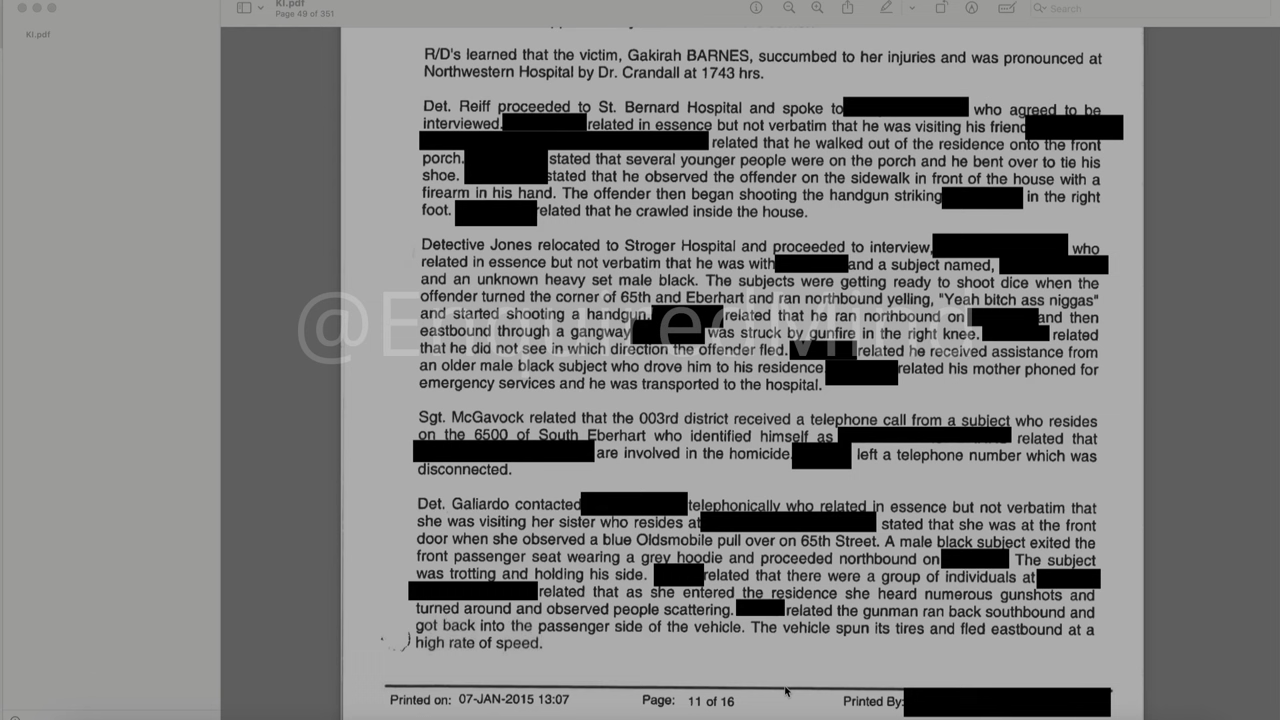 KI.pdf
Page 49 of 351
Search
KI.pdf
R/D's learned that the victim, Gakirah BARNES, succumbed to her injuries and was pronounced at
Northwestern Hospital by Dr. Crandall at 1743 hrs.
Det. Reiff proceeded to St. Bernard Hospital and spoke to who agreed to be
interviewed. related in essence but not verbatim that he was visiting his friend
related that he walked out of the residence onto the front
porch. stated that several younger people were on the porch and he bent over to tie his
shoe. stated that he observed the offender on the sidewalk in front of the house with a
firearm in his hand. The offender then began shooting the handgun striking in the right
foot. related that he crawled inside the house.
Detective Jones relocated to Stroger Hospital and proceeded to interview, who
related in essence but not verbatim that he was with and a subject named,
and an unknown heavy set male black. The subjects were getting ready to shoot dice when the
offender turned the corner of 65th and Eberhart and ran northbound yelling, "Yeah bitch ass niggas"
and started shooting a handgun. related that he ran northbound on and then
eastbound through a gangway was struck by gunfire in the right knee. related
that he did not see in which direction the offender fled. related he received assistance from
an older male black subject who drove him to his residence related his mother phoned for
emergency services and he was transported to the hospital.
Sgt. McGavock related that the 003rd district received a telephone call from a subject who resides
on the 6500 of South Eberhart who identified himself as related that
are involved in the homicide. left a telephone number which was
disconnected.
Det. Galiardo contacted telephonically who related in essence but not verbatim that
she was visiting her sister who resides at stated that she was at the front
door when she observed a blue Oldsmobile pull over on 65th Street. A male black subject exited the
front passenger seat wearing a grey hoodie and proceeded northbound on The subject
was trotting and holding his side. related that there were a group of individuals at
related that as she entered the residence she heard numerous gunshots and
turned around and observed people scattering. related the gunman ran back southbound and
got back into the passenger side of the vehicle. The vehicle spun its tires and fled eastbound at a
high rate of speed.
Printed on: 07-JAN-2015 13:07 Page: 11 of 16 Printed By: